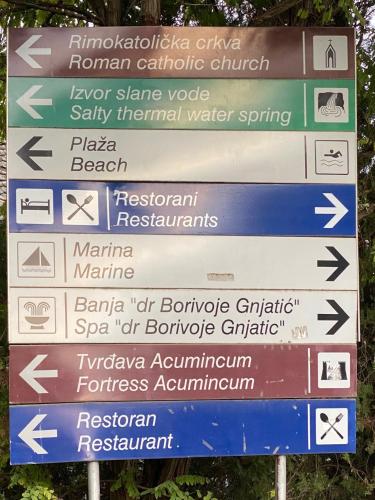 Rimokatolička crkva
Roman catholic church
Izvor slane vode
Salty thermal water spring
Plaža
Beach
Restorani
Restaurants
Marina
Marine
Banja "dr Borivoje Gnjatić"
Spa "dr Borivoje Gnjatic"
Tvrđava Acumincum
Fortress Acumincum
Restoran
Restaurant